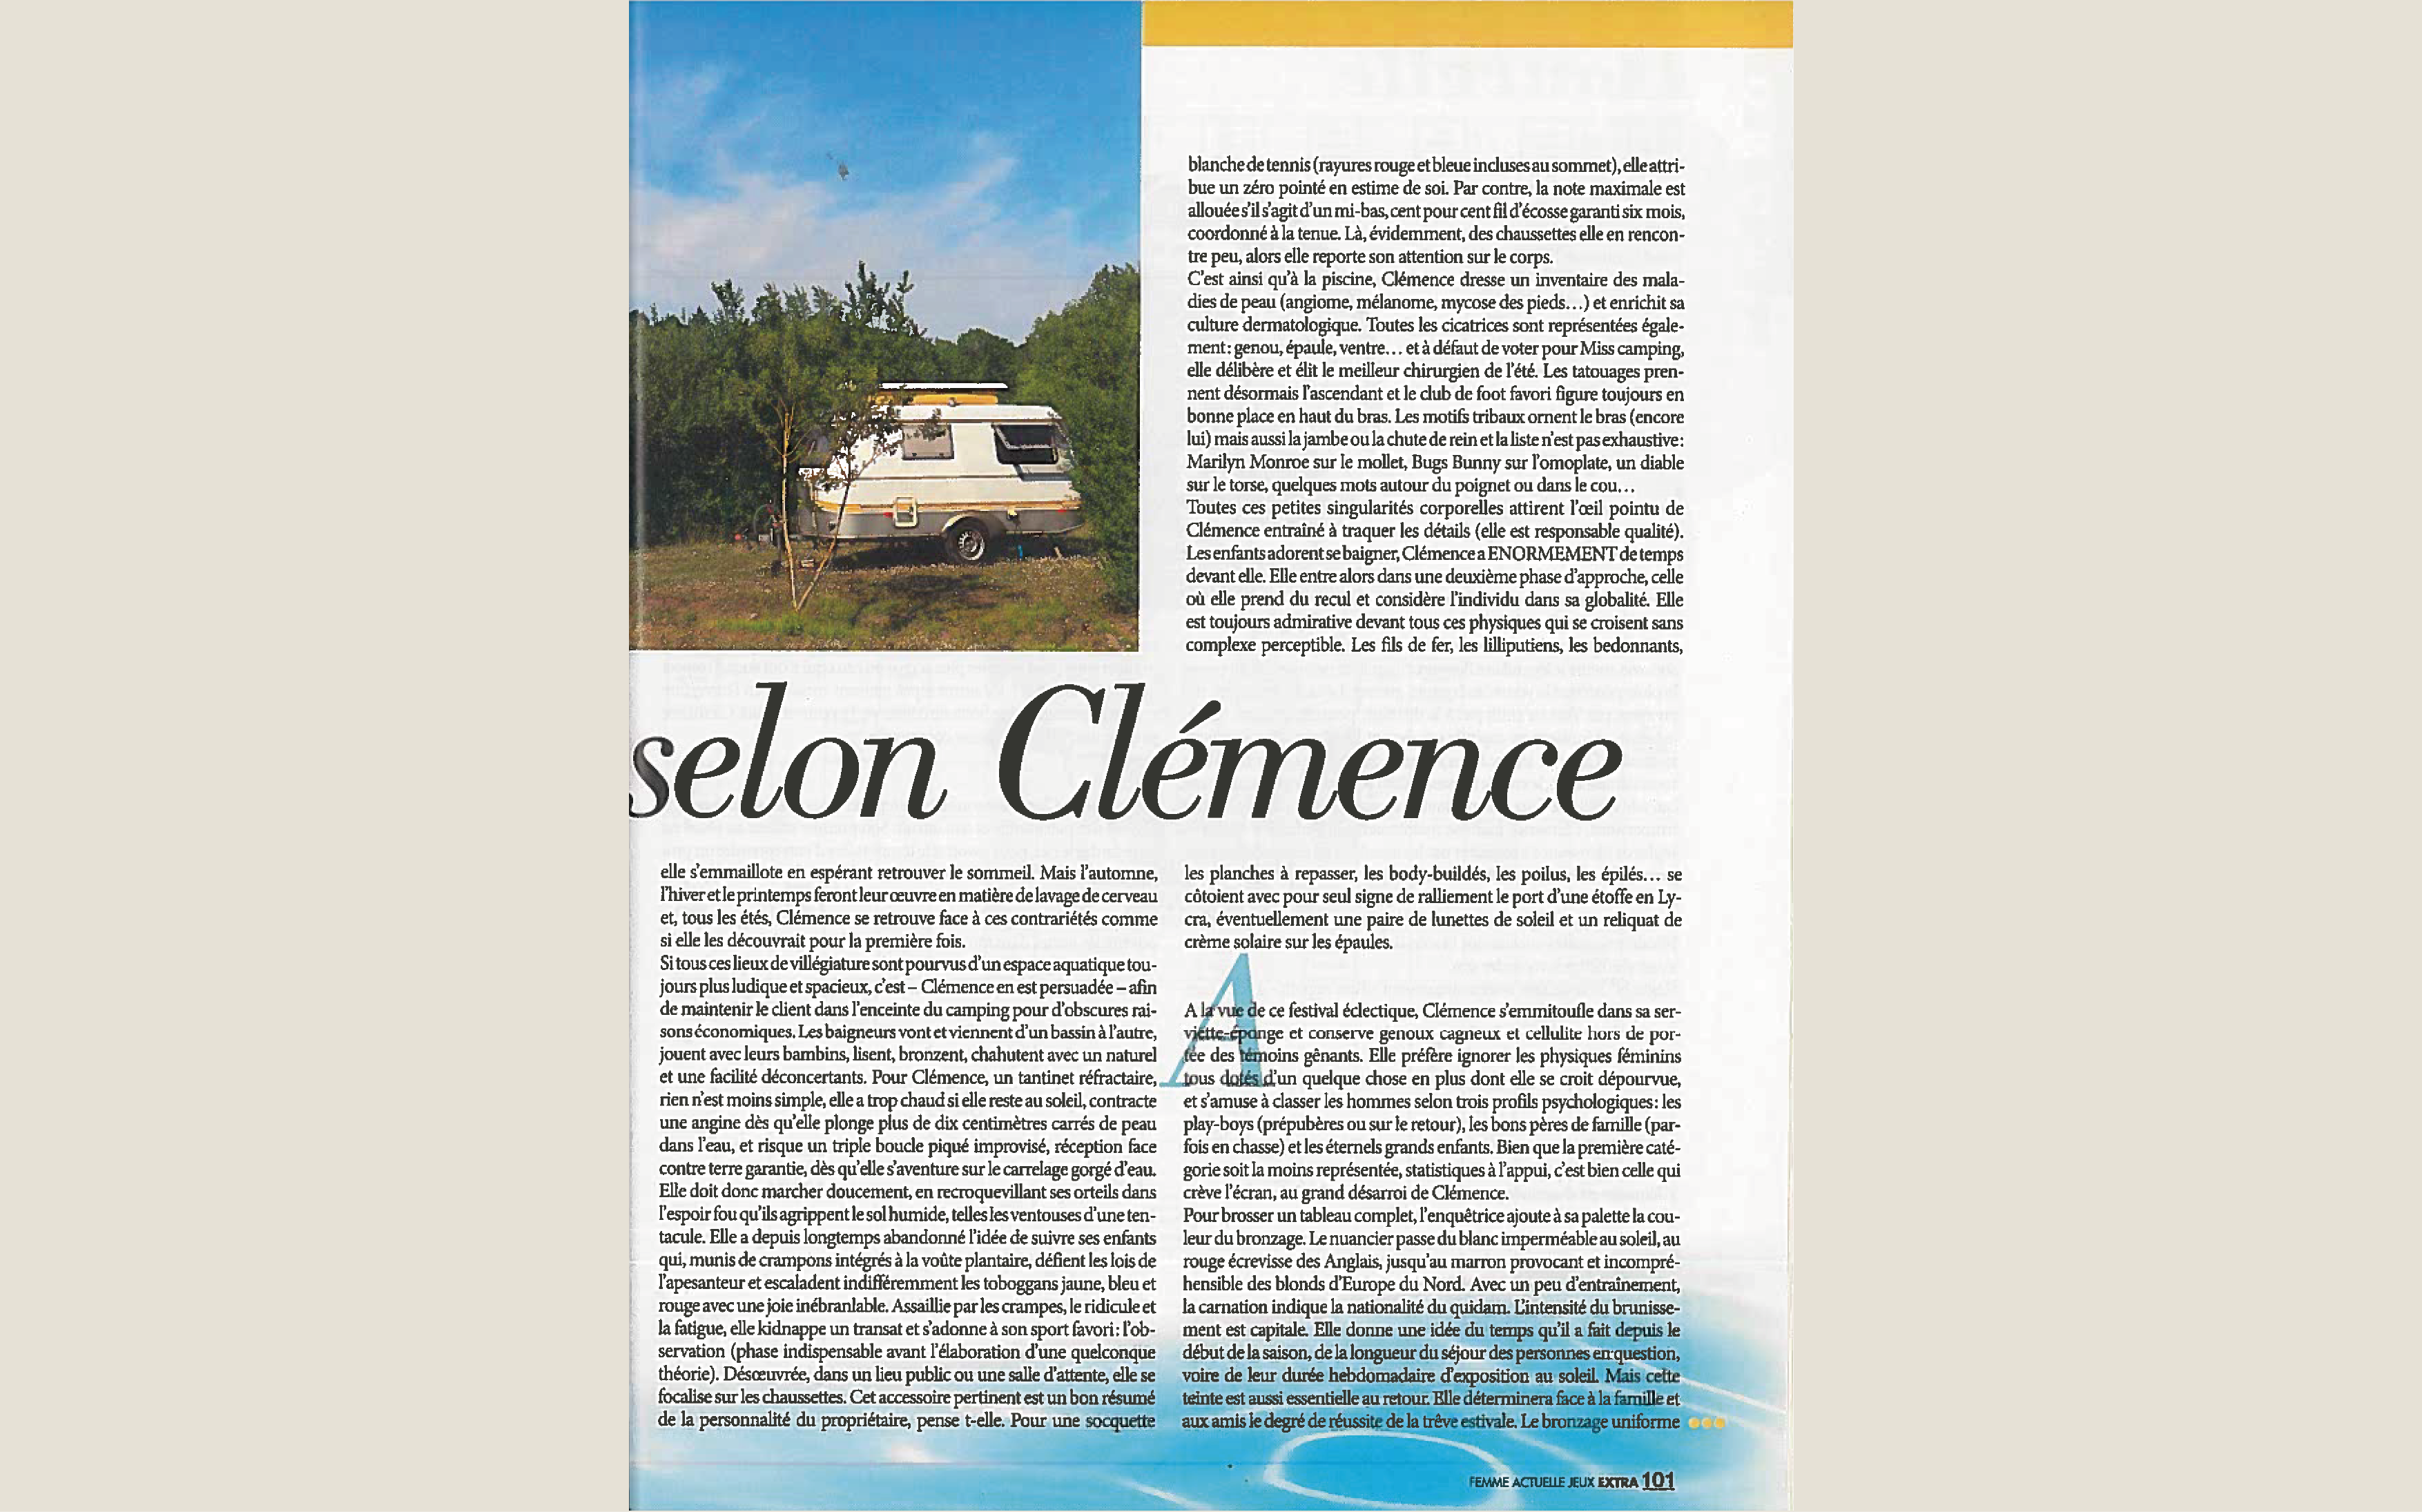 selon Clémence
elle s'emmaillote en espérant retrouver le sommeil. Mais l'automne,
l'hiver et le printemps feront leur œuvre en matière de lavage de cerveau
et, tous les étés, Clémence se retrouve face à ces contrariétés comme
si elle les découvrait pour la première fois.
Si tous ces lieux de villégiature sont pourvus d'un espace aquatique tou-
jours plus ludique et spacieux, c'est – Clémence en est persuadée – afin
de maintenir le client dans l'enceinte du camping pour d'obscures rai-
sons économiques. Les baigneurs vont et viennent d'un bassin à l'autre,
jouent avec leurs bambins, lisent, bronzent, chahutent avec un naturel
et une facilité déconcertants. Pour Clémence, un tantinet réfractaire,
rien n'est moins simple, elle a trop chaud si elle reste au soleil, contracte
une angine dès qu'elle plonge plus de dix centimètres carrés de peau
dans l'eau, et risque un triple boucle piqué improvisé, réception face
contre terre garantie, dès qu'elle s'aventure sur le carrelage gorgé d'eau.
Elle doit donc marcher doucement, en recroquevillant ses orteils dans
l'espoir fou qu'ils agrippent le sol humide, telles les ventouses d'une ten-
tacule. Elle a depuis longtemps abandonné l'idée de suivre ses enfants
qui, munis de crampons intégrés à la voûte plantaire, défient les lois de
l'apesanteur et escaladent indifféremment les toboggans jaune, bleu et
rouge avec une joie inébranlable. Assaillie par les crampes, le ridicule et
la fatigue, elle kidnappe un transat et s'adonne à son sport favori : l'ob-
servation (phase indispensable avant l'élaboration d'une quelconque
théorie). Désœuvrée, dans un lieu public ou une salle d'attente, elle se
focalise sur les chaussettes. Cet accessoire pertinent est un bon résumé
de la personnalité du propriétaire, pense t-elle. Pour une socquette
blanche de tennis (rayures rouge et bleue incluses au sommet), elle attri-
bue un zéro pointé en estime de soi. Par contre, la note maximale est
allouée s'il s'agit d'un mi-bas, cent pour cent fil d'écosse garanti six mois,
coordonné à la tenue. Là, évidemment, des chaussettes elle en rencon-
tre peu, alors elle reporte son attention sur le corps.
C'est ainsi qu'à la piscine, Clémence dresse un inventaire des mala-
dies de peau (angiome, mélanome, mycose des pieds...) et enrichit sa
culture dermatologique. Toutes les cicatrices sont représentées égale-
ment : genou, épaule, ventre... et à défaut de voter pour Miss camping,
elle délibère et élit le meilleur chirurgien de l'été. Les tatouages pren-
nent désormais l'ascendant et le club de foot favori figure toujours en
bonne place en haut du bras. Les motifs tribaux ornent le bras (encore
lui) mais aussi la jambe ou la chute de rein et la liste n'est pas exhaustive :
Marilyn Monroe sur le mollet, Bugs Bunny sur l'omoplate, un diable
sur le torse, quelques mots autour du poignet ou dans le cou...
Toutes ces petites singularités corporelles attirent l'œil pointu de
Clémence entraîné à traquer les détails (elle est responsable qualité).
Les enfants adorent se baigner, Clémence a ENORMEMENT de temps
devant elle. Elle entre alors dans une deuxième phase d'approche, celle
où elle prend du recul et considère l'individu dans sa globalité. Elle
est toujours admirative devant tous ces physiques qui se croisent sans
complexe perceptible. Les fils de fer, les lilliputiens, les bedonnants,
les planches à repasser, les body-buildés, les poilus, les épilés... se
côtoient avec pour seul signe de ralliement le port d'une étoffe en Ly-
cra, éventuellement une paire de lunettes de soleil et un reliquat de
crème solaire sur les épaules.
A la vue de ce festival éclectique, Clémence s'emmitoufle dans sa ser-
viette-éponge et conserve genoux cagneux et cellulite hors de por-
tée des témoins gênants. Elle préfère ignorer les physiques féminins
tous dotés d'un quelque chose en plus dont elle se croit dépourvue,
et s'amuse à classer les hommes selon trois profils psychologiques : les
play-boys (prépubères ou sur le retour), les bons pères de famille (par-
fois en chasse) et les éternels grands enfants. Bien que la première caté-
gorie soit la moins représentée, statistiques à l'appui, c'est bien celle qui
crève l'écran, au grand désarroi de Clémence.
Pour brosser un tableau complet, l'enquêtrice ajoute à sa palette la cou-
leur du bronzage. Le nuancier passe du blanc imperméable au soleil, au
rouge écrevisse des Anglais, jusqu'au marron provocant et incompré-
hensible des blonds d'Europe du Nord. Avec un peu d'entraînement,
la carnation indique la nationalité du quidam. L'intensité du brunisse-
ment est capitale. Elle donne une idée du temps qu'il a fait depuis le
début de la saison, de la longueur du séjour des personnes en question,
voire de leur durée hebdomadaire d'exposition au soleil. Mais cette
teinte est aussi essentielle au retour. Elle déterminera face à la famille et
aux amis le degré de réussite de la trêve estivale. Le bronzage uniforme
FEMME ACTUELLE JEUX EXTRA 101